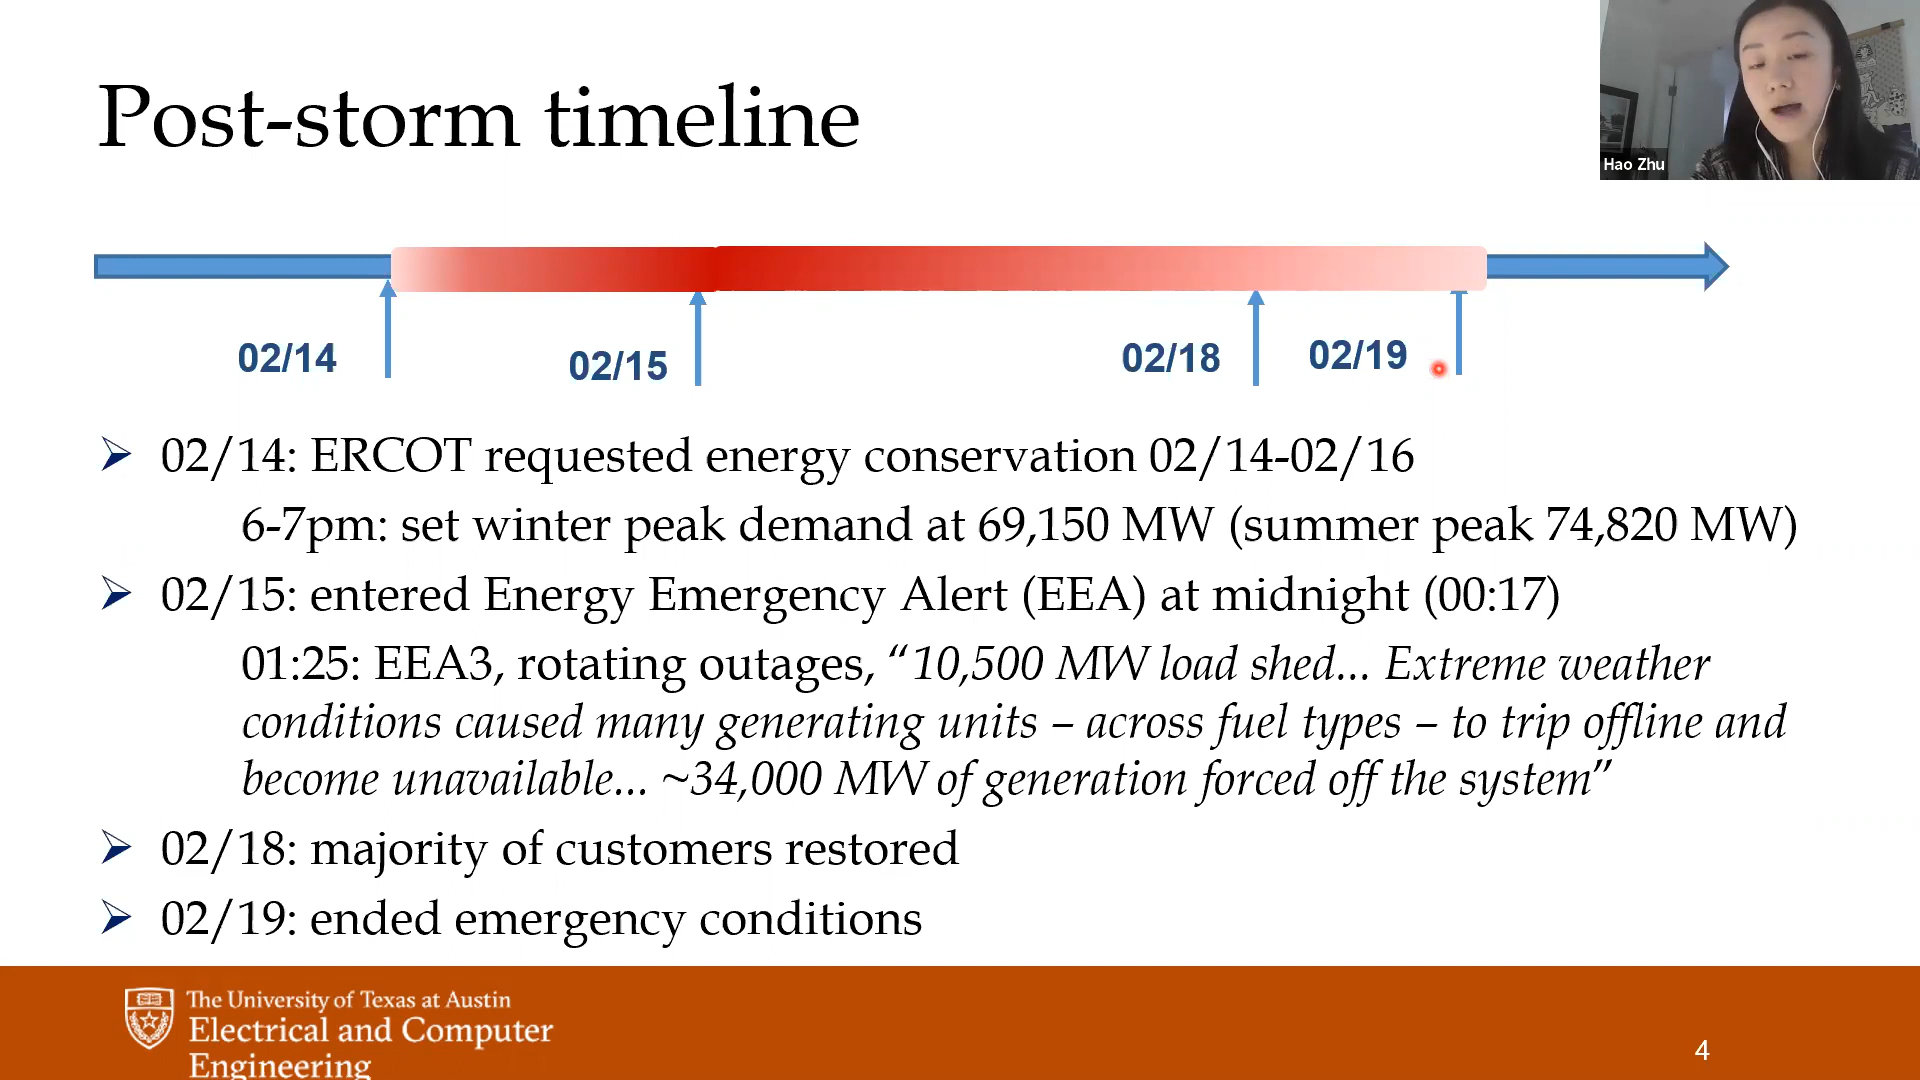 Post-storm timeline
Hao Zhu
02/14
02/15
02/18
02/19
02/14: ERCOT requested energy conservation 02/14-02/16
6-7pm: set winter peak demand at 69,150 MW (summer peak 74,820 MW)
02/15: entered Energy Emergency Alert (EEA) at midnight (00:17)
01:25: EEA3, rotating outages, “10,500 MW load shed... Extreme weather
conditions caused many generating units – across fuel types – to trip offline and
become unavailable... ~34,000 MW of generation forced off the system”
02/18: majority of customers restored
02/19: ended emergency conditions
The University of Texas at Austin
Electrical and Computer
Engineering
4